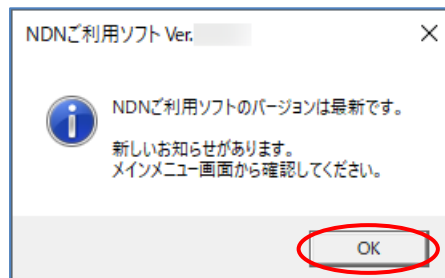 NDNご利用ソフト Ver.
NDNご利用ソフトのバージョンは最新です。
新しいお知らせがあります。
メインメニュー画面から確認してください。
OK